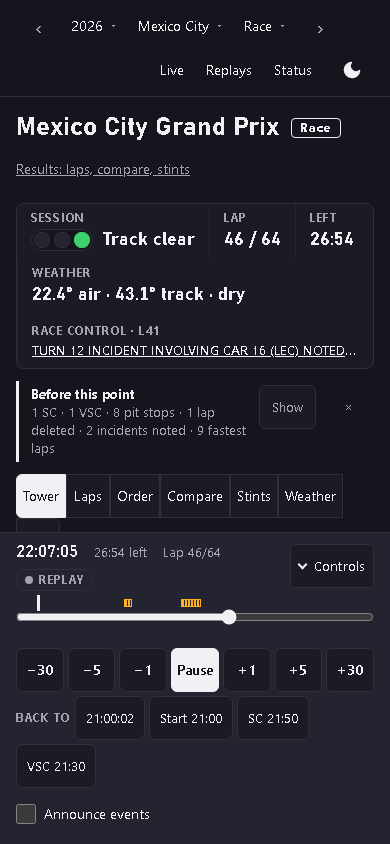 2026 Mexico City Race
Live Replays Status
Mexico City Grand Prix Race
Results: laps, compare, stints
SESSION LAP LEFT
Track clear 46 / 64 26:54
WEATHER
22.4° air · 43.1° track · dry
RACE CONTROL · L41
TURN 12 INCIDENT INVOLVING CAR 16 (LEC) NOTED...
Before this point
1 SC · 1 VSC · 8 pit stops · 1 lap
deleted · 2 incidents noted · 9 fastest
laps
Show ×
Tower Laps Order Compare Stints Weather
22:07:05 26:54 left Lap 46/64
REPLAY
Controls
−30 −5 −1 Pause +1 +5 +30
BACK TO 21:00:02 Start 21:00 SC 21:50
VSC 21:30
Announce events